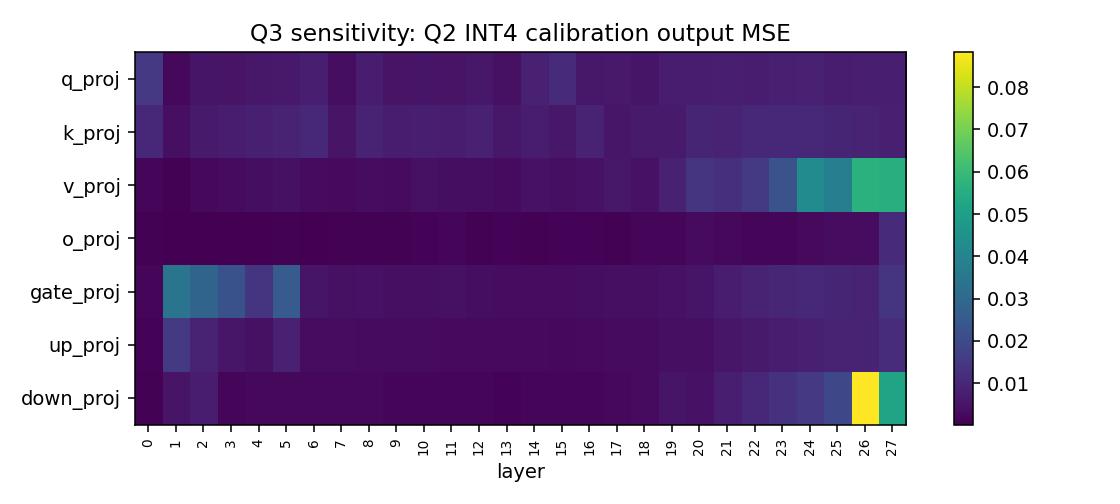 Q3 sensitivity: Q2 INT4 calibration output MSE
q_proj
k_proj
v_proj
o_proj
gate_proj
up_proj
down_proj
0 1 2 3 4 5 6 7 8 9 10 11 12 13 14 15 16 17 18 19 20 21 22 23 24 25 26 27
layer
0.08
0.07
0.06
0.05
0.04
0.03
0.02
0.01